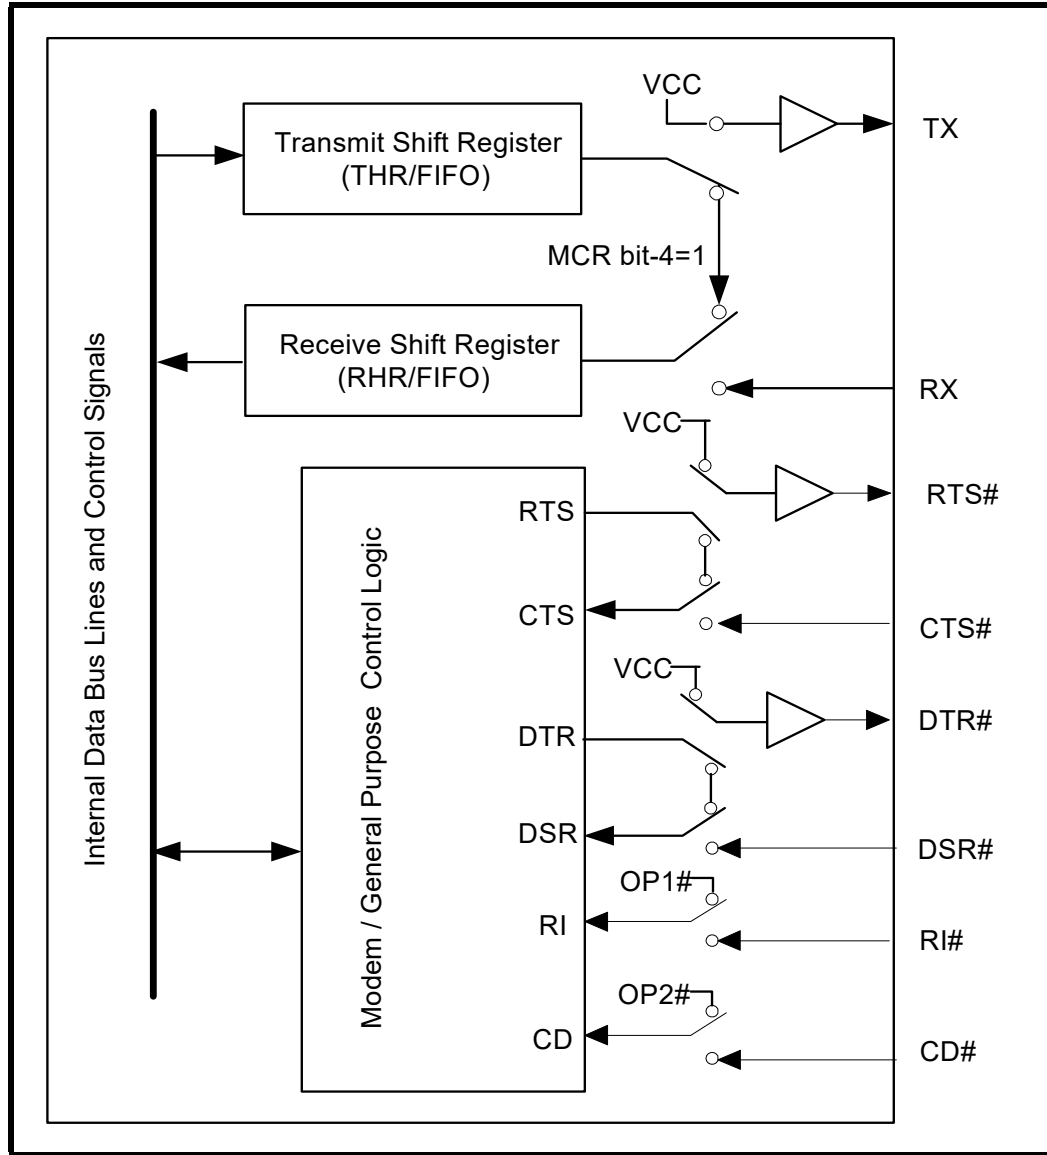 VCC
TX
Transmit Shift Register
(THR/FIFO)
MCR bit-4=1
Receive Shift Register
(RHR/FIFO)
RX
VCC
RTS#
RTS
CTS
CTS#
VCC
DTR#
DTR
DSR
DSR#
OP1#
RI
RI#
OP2#
CD
CD#
Internal Data Bus Lines and Control Signals
Modem / General Purpose Control Logic